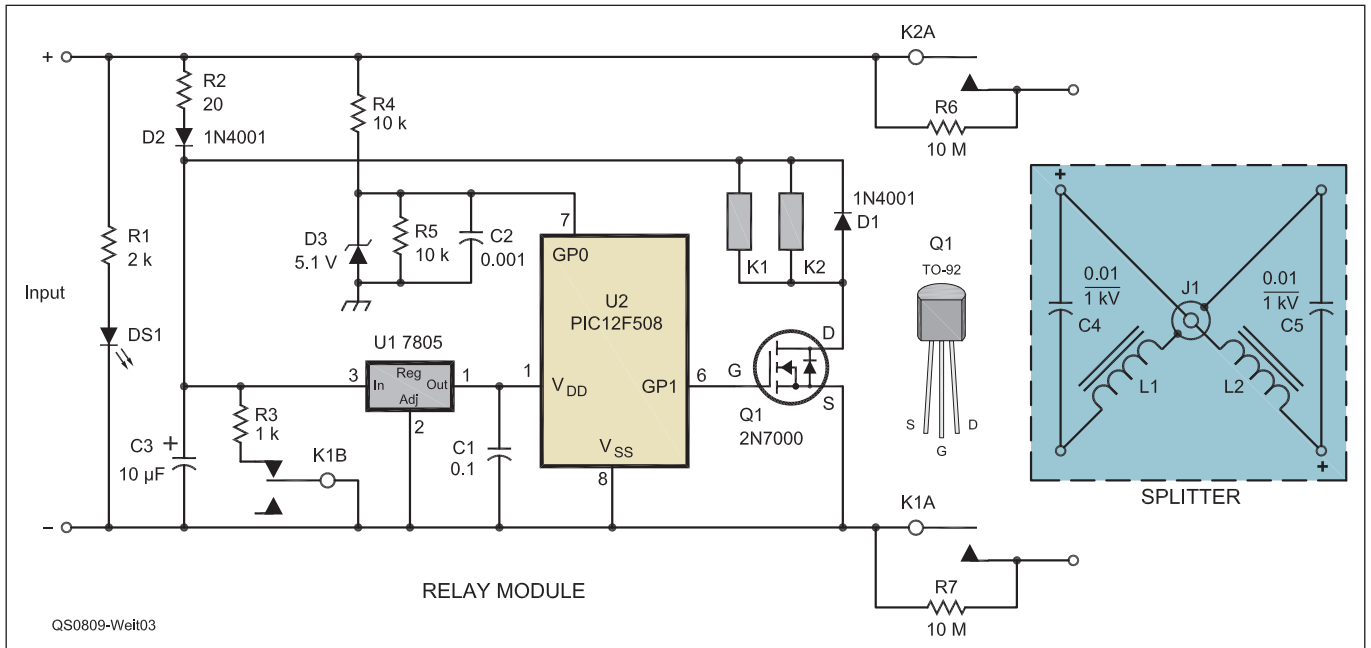 K2A
+
R2
20
R4
10 k
R6
10 M
D2
1N4001
1N4001
D1
+
R1
2 k
D3
5.1 V
R5
10 k
C2
0.001
7
GP0
K1
K2
Q1
TO-92
0.01
1 kV
C4
J1
0.01
1 kV
C5
Input
U2
PIC12F508
DS1
U1 7805
D
3
In
Reg
Out
Adj
1
1
VDD
GP1
6
G
S
L1
L2
2
Q1
2N7000
S
G
D
R3
1 k
C3
+
10 µF
K1B
C1
0.1
VSS
8
+
SPLITTER
–
K1A
RELAY MODULE
R7
10 M
QS0809-Weit03